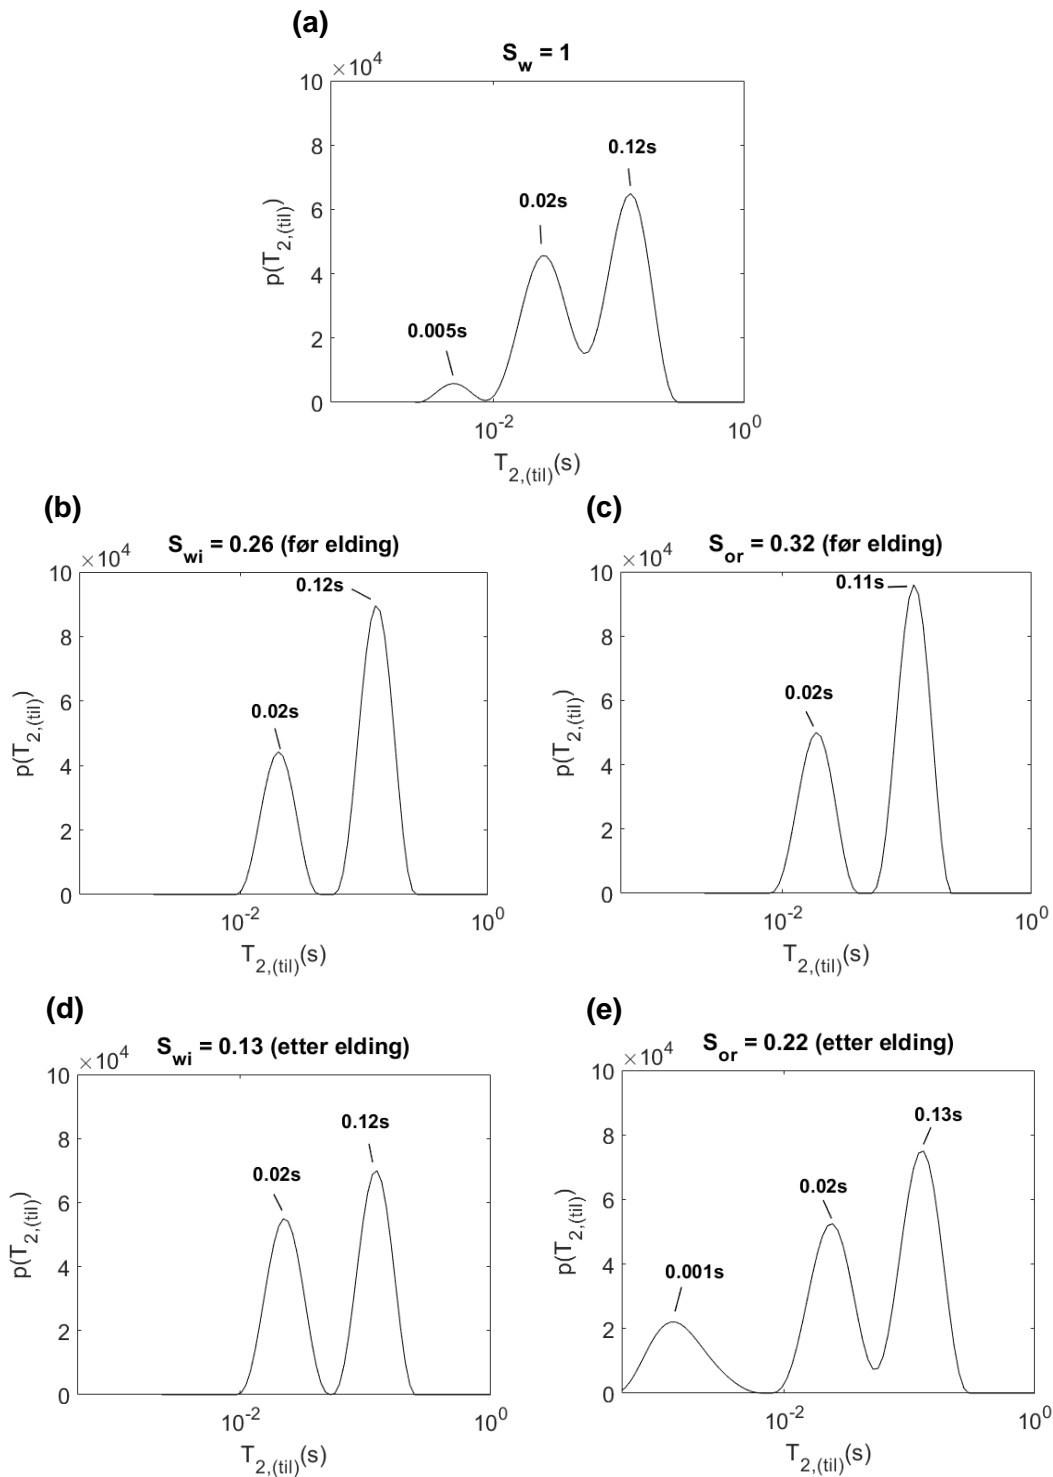 (a)
S_w = 1
×10^4
0.12s
0.02s
0.005s
10
8
6
4
2
0
p(T_2,(til))
10^-2
10^0
T_2,(til)(s)
(b)
S_wi = 0.26 (før elding)
×10^4
0.12s
0.02s
10
8
6
4
2
0
p(T_2,(til))
10^-2
10^0
T_2,(til)(s)
(c)
S_or = 0.32 (før elding)
×10^4
0.11s
0.02s
10
8
6
4
2
0
p(T_2,(til))
10^-2
10^0
T_2,(til)(s)
(d)
S_wi = 0.13 (etter elding)
×10^4
0.12s
0.02s
10
8
6
4
2
0
p(T_2,(til))
10^-2
10^0
T_2,(til)(s)
(e)
S_or = 0.22 (etter elding)
×10^4
0.13s
0.02s
0.001s
10
8
6
4
2
0
p(T_2,(til))
10^-2
10^0
T_2,(til)(s)